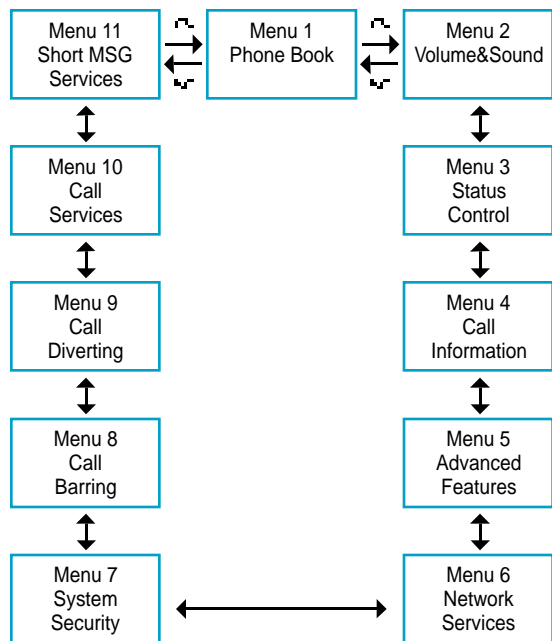 Menu 11
Short MSG
Services
Menu 1
Phone Book
Menu 2
Volume&Sound
Menu 10
Call
Services
Menu 3
Status
Control
Menu 9
Call
Diverting
Menu 4
Call
Information
Menu 8
Call
Barring
Menu 5
Advanced
Features
Menu 7
System
Security
Menu 6
Network
Services